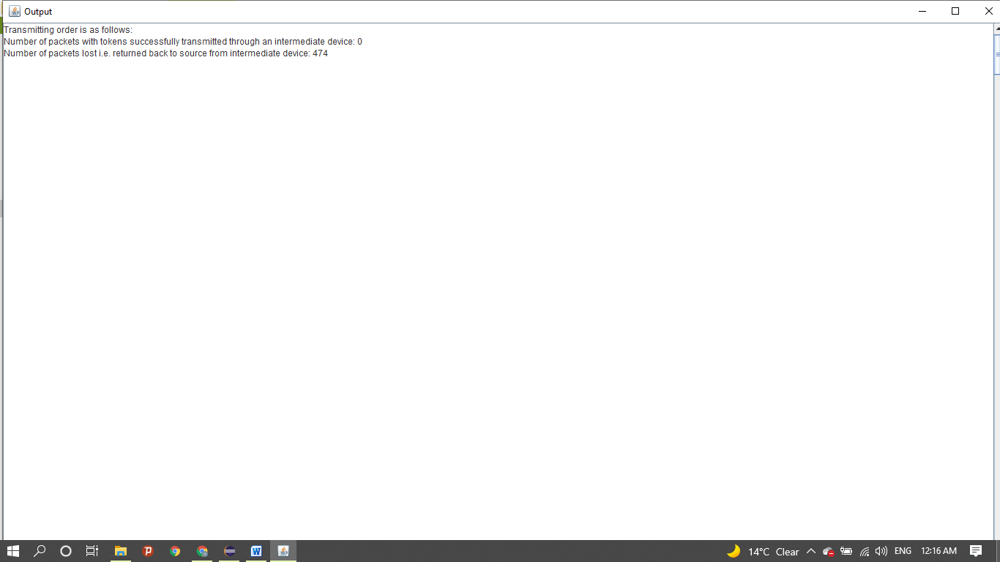 Output
Transmitting order is as follows:
Number of packets with tokens successfully transmitted through an intermediate device: 0
Number of packets lost i.e. returned back to source from intermediate device: 474
14°C Clear ENG 12:16 AM